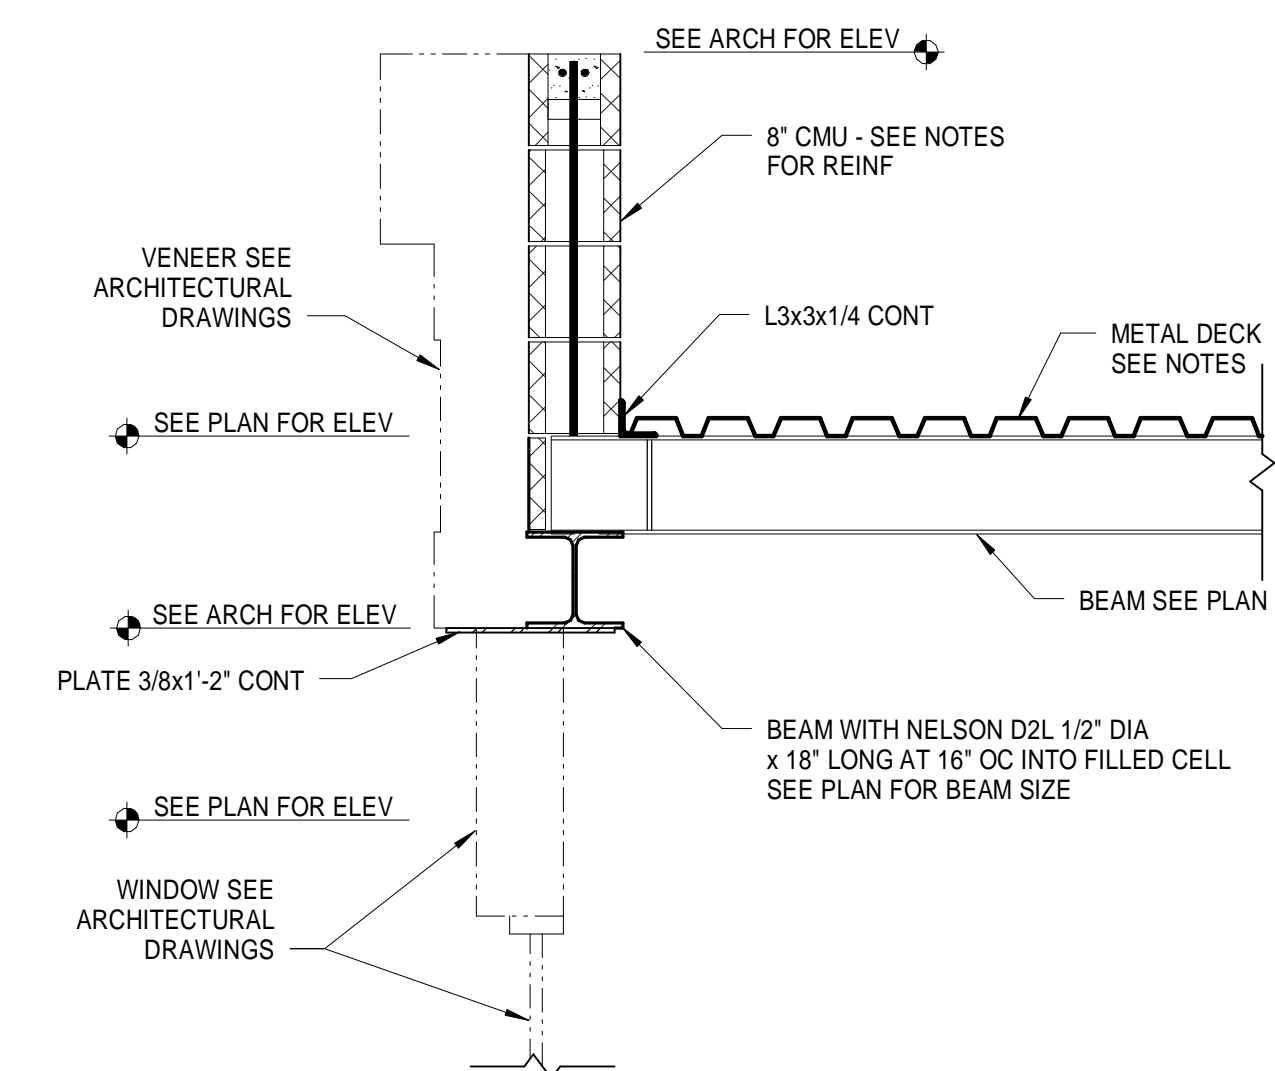 SEE ARCH FOR ELEV
8" CMU - SEE NOTES
FOR REINF
VENEER SEE
ARCHITECTURAL
DRAWINGS
L3x3x1/4 CONT
METAL DECK
SEE NOTES
SEE PLAN FOR ELEV
BEAM SEE PLAN
SEE ARCH FOR ELEV
PLATE 3/8x1'-2" CONT
BEAM WITH NELSON D2L 1/2" DIA
x 18" LONG AT 16" OC INTO FILLED CELL
SEE PLAN FOR BEAM SIZE
SEE PLAN FOR ELEV
WINDOW SEE
ARCHITECTURAL
DRAWINGS